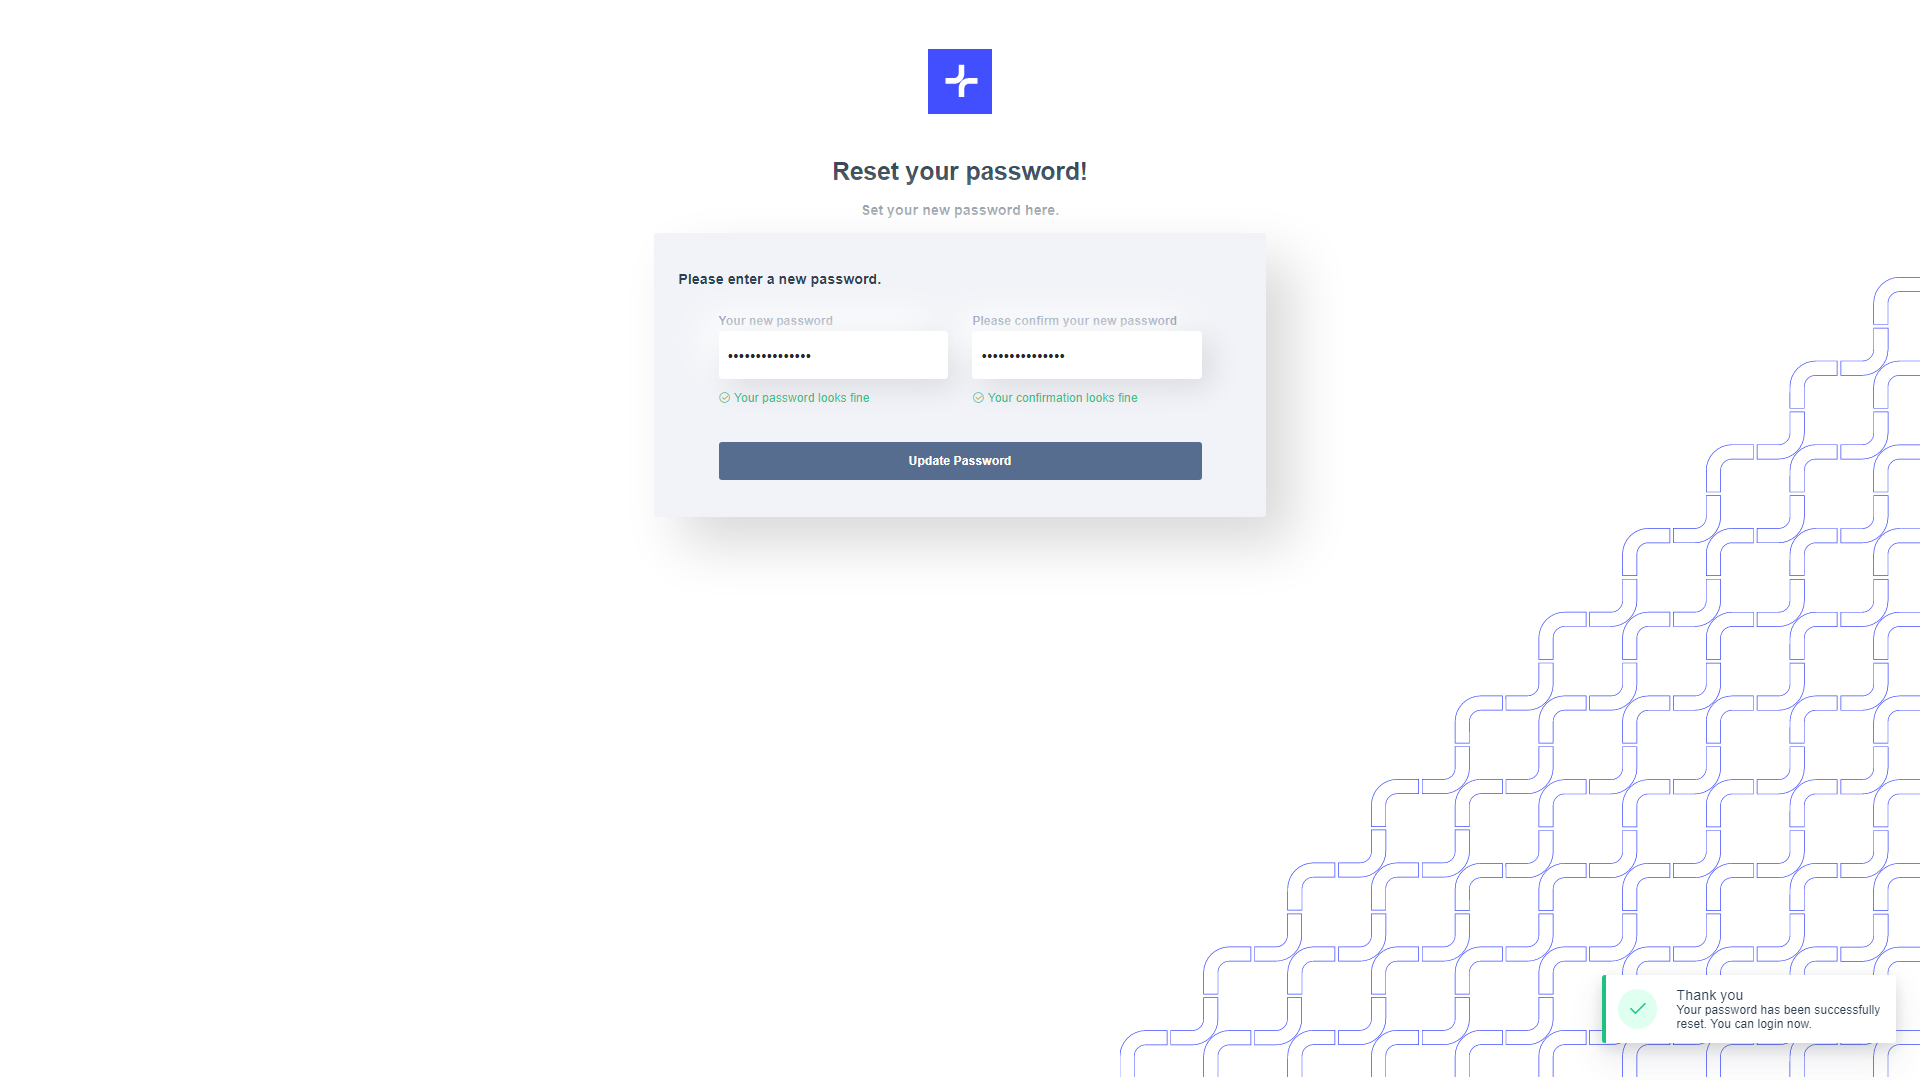 Reset your password!
Set your new password here.
Please enter a new password.
Your new password
Please confirm your new password
•••••••••••••••
•••••••••••••••
Your password looks fine
Your confirmation looks fine
Update Password
Thank you
Your password has been successfully
reset. You can login now.